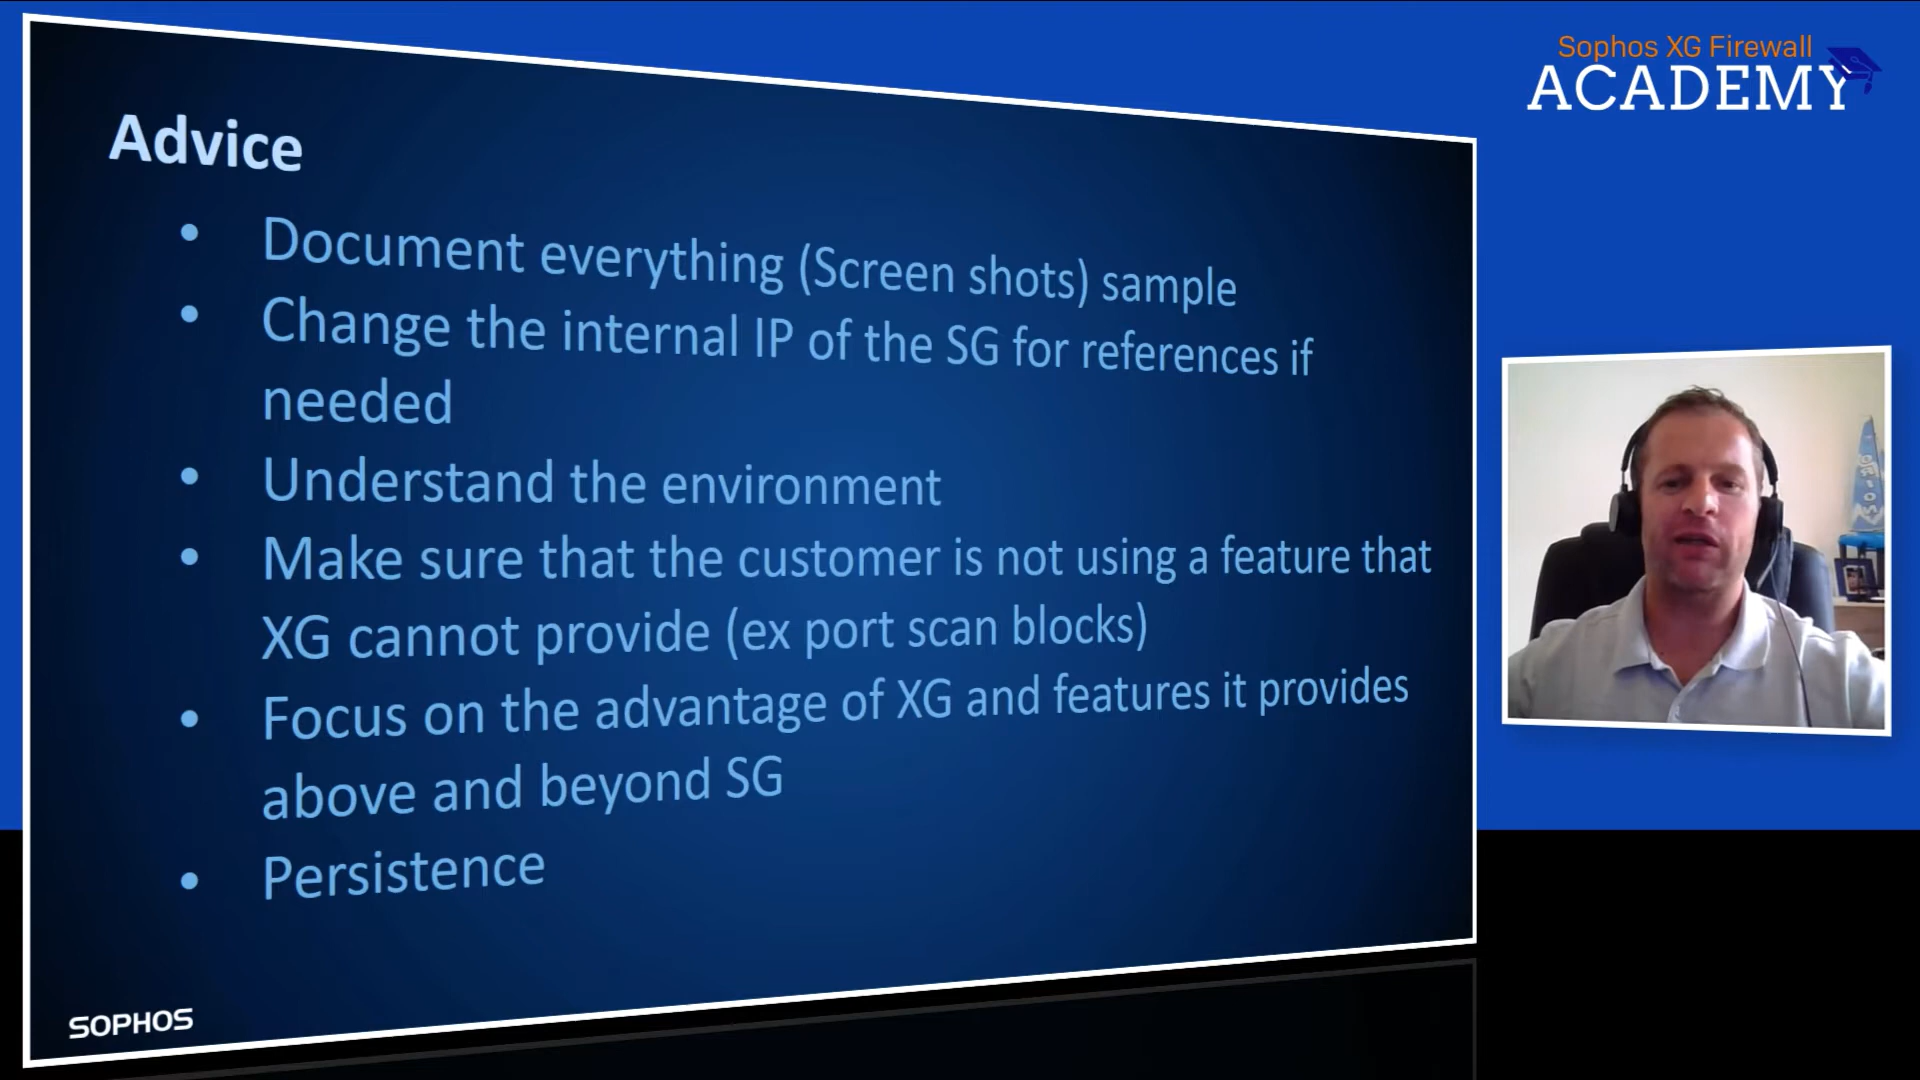 Sophos XG Firewall
ACADEMY
Advice
• Document everything (Screen shots) sample
• Change the internal IP of the SG for references if
needed
• Understand the environment
• Make sure that the customer is not using a feature that
XG cannot provide (ex port scan blocks)
• Focus on the advantage of XG and features it provides
above and beyond SG
• Persistence
SOPHOS